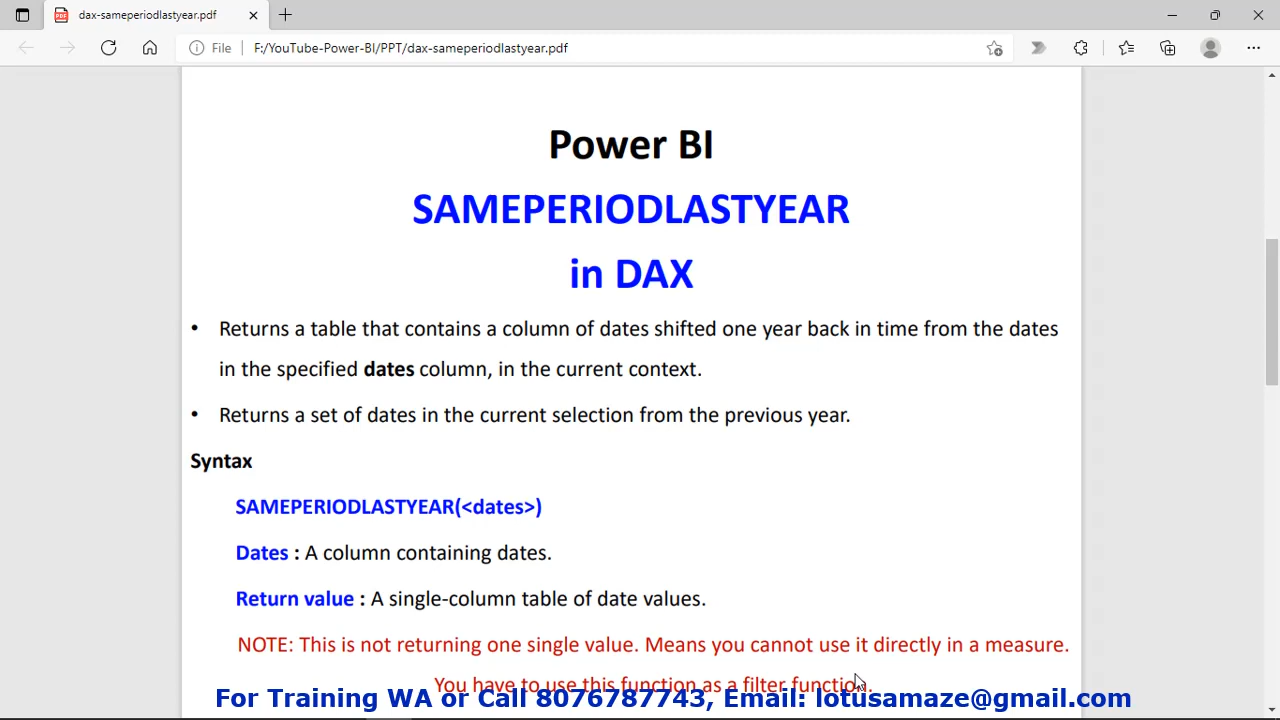 dax-sameperiodlastyear.pdf
File
F:/YouTube-Power-BI/PPT/dax-sameperiodlastyear.pdf
Power BI
SAMEPERIODLASTYEAR
in DAX
• Returns a table that contains a column of dates shifted one year back in time from the dates
in the specified dates column, in the current context.
• Returns a set of dates in the current selection from the previous year.
Syntax
SAMEPERIODLASTYEAR(<dates>)
Dates : A column containing dates.
Return value : A single-column table of date values.
NOTE: This is not returning one single value. Means you cannot use it directly in a measure.
You have to use this function as a filter function.
For Training WA or Call 8076787743, Email: lotusamaze@gmail.com